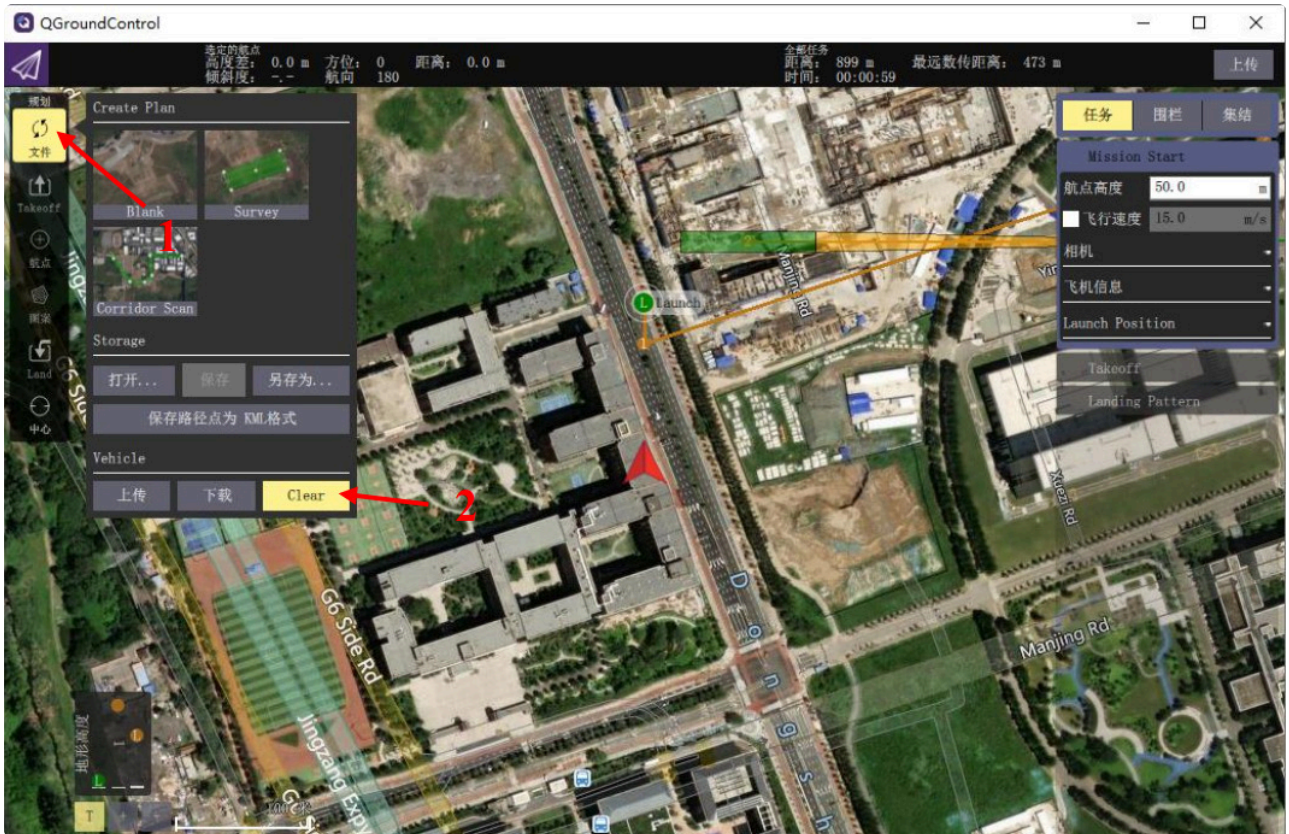 QGroundControl
选定的航点
高度差: 0.0 m 方位: 0 距离: 0.0 m
倾斜度: -.- 航向 180
全部任务
距离: 899 m 最远数传距离: 473 m
时间: 00:00:59
上传
规划
文件
Takeoff
航点
图案
Land
中心
Create Plan
Blank
Survey
Corridor Scan
Storage
打开...
保存
另存为...
保存路径点为 KML格式
Vehicle
上传
下载
Clear
1
2
任务
围栏
集结
Mission Start
航点高度 50.0 m
飞行速度 15.0 m/s
相机
飞机信息
Launch Position
Takeoff
Landing Pattern
L
Launch
1
Manjing Rd
Xuezi Rd
Manjing Rd
G6 Side Rd
Jingzang Expy
D o n g s h
地形高度
1
L
L
T